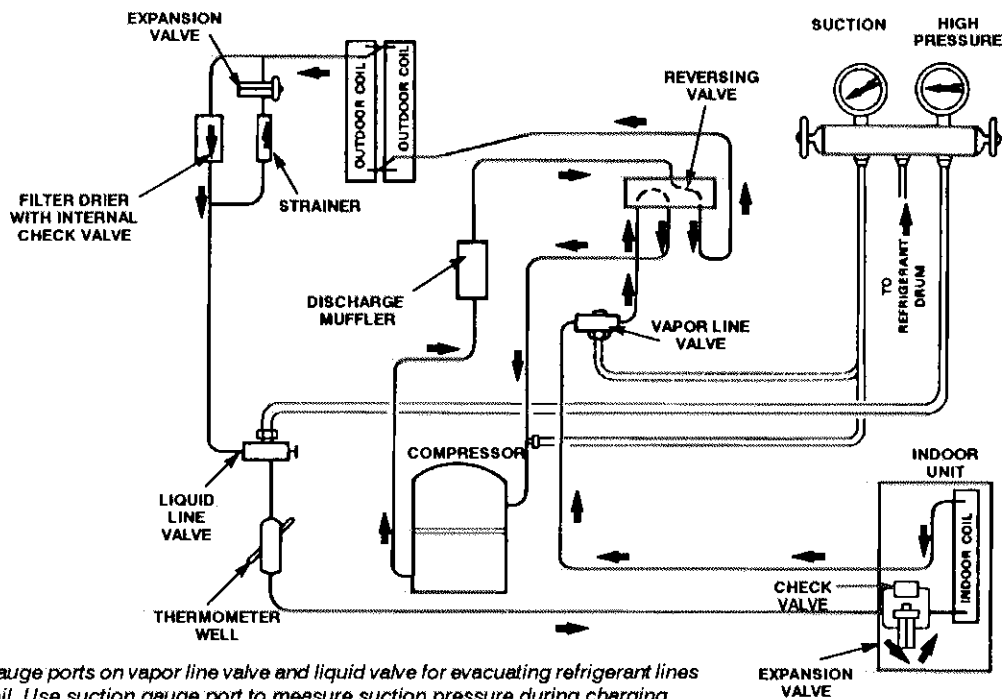 EXPANSION
VALVE
OUTDOOR COIL
OUTDOOR COIL
SUCTION
HIGH
PRESSURE
REVERSING
VALVE
FILTER DRIER
WITH INTERNAL
CHECK VALVE
STRAINER
DISCHARGE
MUFFLER
VAPOR LINE
VALVE
TO
REFRIGERANT
DRUM
COMPRESSOR
LIQUID
LINE
VALVE
THERMOMETER
WELL
INDOOR
UNIT
INDOOR COIL
CHECK
VALVE
EXPANSION
VALVE
auge ports on vapor line valve and liquid valve for evacuating refrigerant lines
il. Use suction gauge port to measure suction pressure during charging